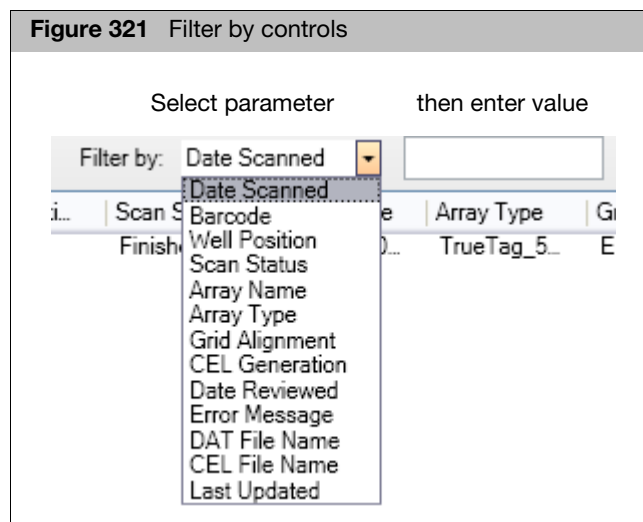 Figure 321 Filter by controls
Select parameter then enter value
Filter by: Date Scanned
Date Scanned
Scan S Array Type
Barcode
Well Position
TrueTag_5...
Scan Status
Array Name
Array Type
Grid Alignment
CEL Generation
Date Reviewed
Error Message
DAT File Name
CEL File Name
Last Updated